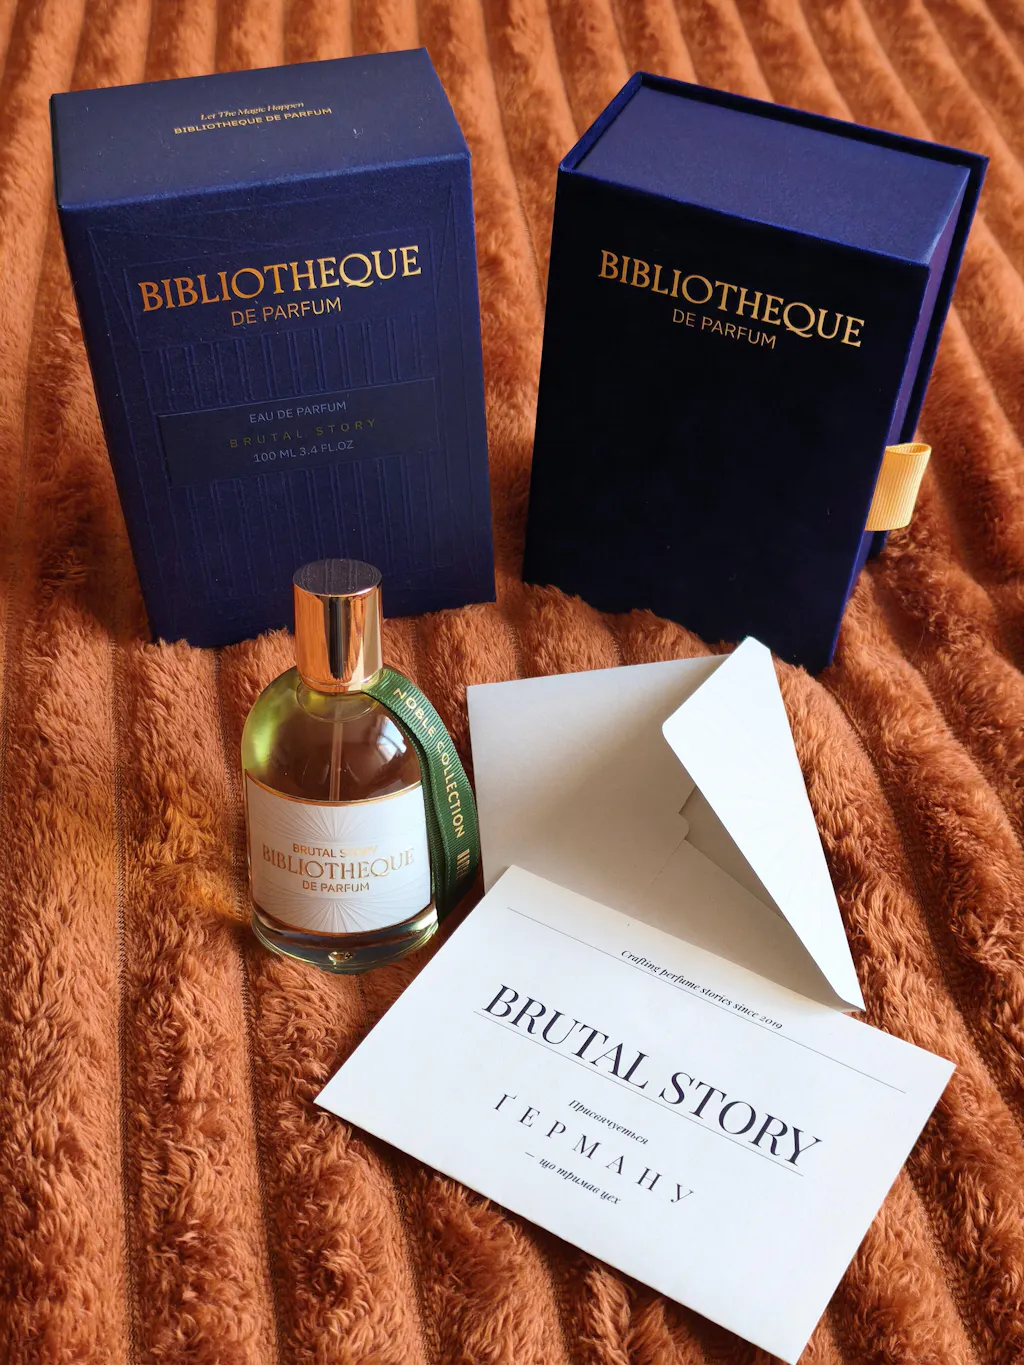 Let The Magic Happen
BIBLIOTHEQUE DE PARFUM
BIBLIOTHEQUE
DE PARFUM
EAU DE PARFUM
BRUTAL STORY
100 ML 3.4 FL.OZ
BIBLIOTHEQUE
DE PARFUM
NOBLE COLLECTION
BRUTAL STORY
BIBLIOTHEQUE
DE PARFUM
Crafting perfume stories since 2019
BRUTAL STORY
Присвячується
ҐЕРМАНУ
– що тримав цех